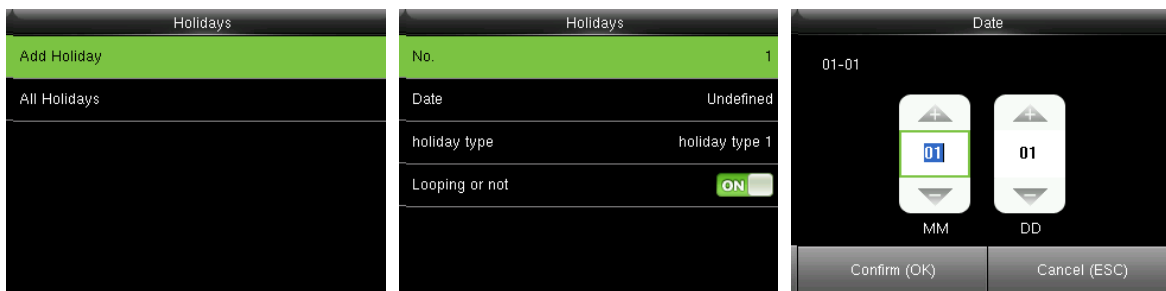 Holidays
Add Holiday
All Holidays
Holidays
No. 1
Date Undefined
holiday type holiday type 1
Looping or not ON
Date
01-01
01 01
MM DD
Confirm (OK) Cancel (ESC)